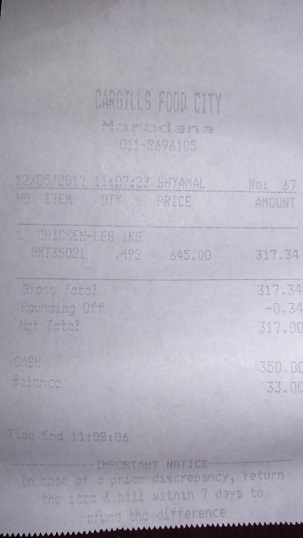 CARGILLS FOOD CITY
Maradana
011-2696105
12/05/2017 11:07:23 SHYAMAL No: 67
NO ITEM QTY PRICE AMOUNT
1 CHICKEN-LEG 1KG
.492 645.00 317.34
Gross Total 317.34
Rounding Off -0.34
Net Total 317.00
CASH 350.00
Balance 33.00
Time End 11:08:06
IMPORTANT NOTICE
In case of a price discrepancy, return
the item & bill within 7 days to
refund the difference